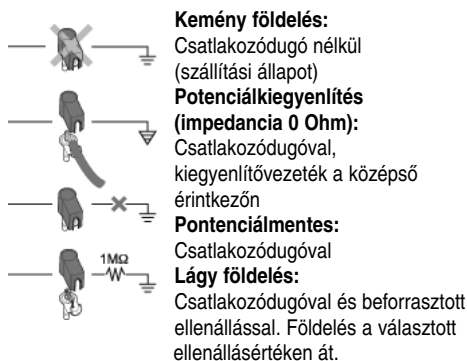 Kemény földelés:
Csatlakozódugó nélkül
(szállítási állapot)
Potenciálkiegyenlítés
(impedancia 0 Ohm):
Csatlakozódugóval,
kiegyenlítővezeték a középső
érintkezőn
Pontenciálmentes:
Csatlakozódugóval
1MΩ
Lágy földelés:
Csatlakozódugóval és beforrasztott
ellenállással. Földelés a választott
ellenállásértéken át.